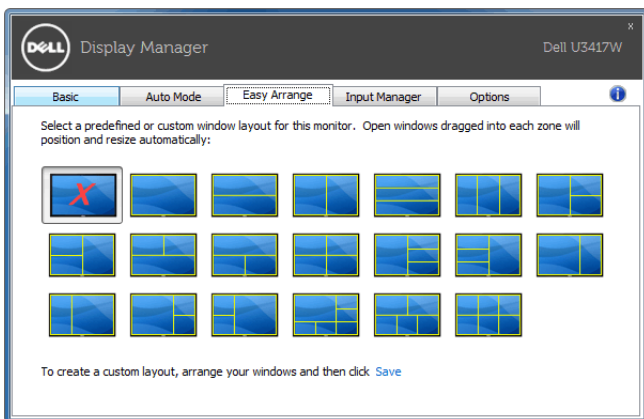 x
DELL Display Manager Dell U3417W
Basic Auto Mode Easy Arrange Input Manager Options i
Select a predefined or custom window layout for this monitor. Open windows dragged into each zone will
position and resize automatically:
X
To create a custom layout, arrange your windows and then click Save